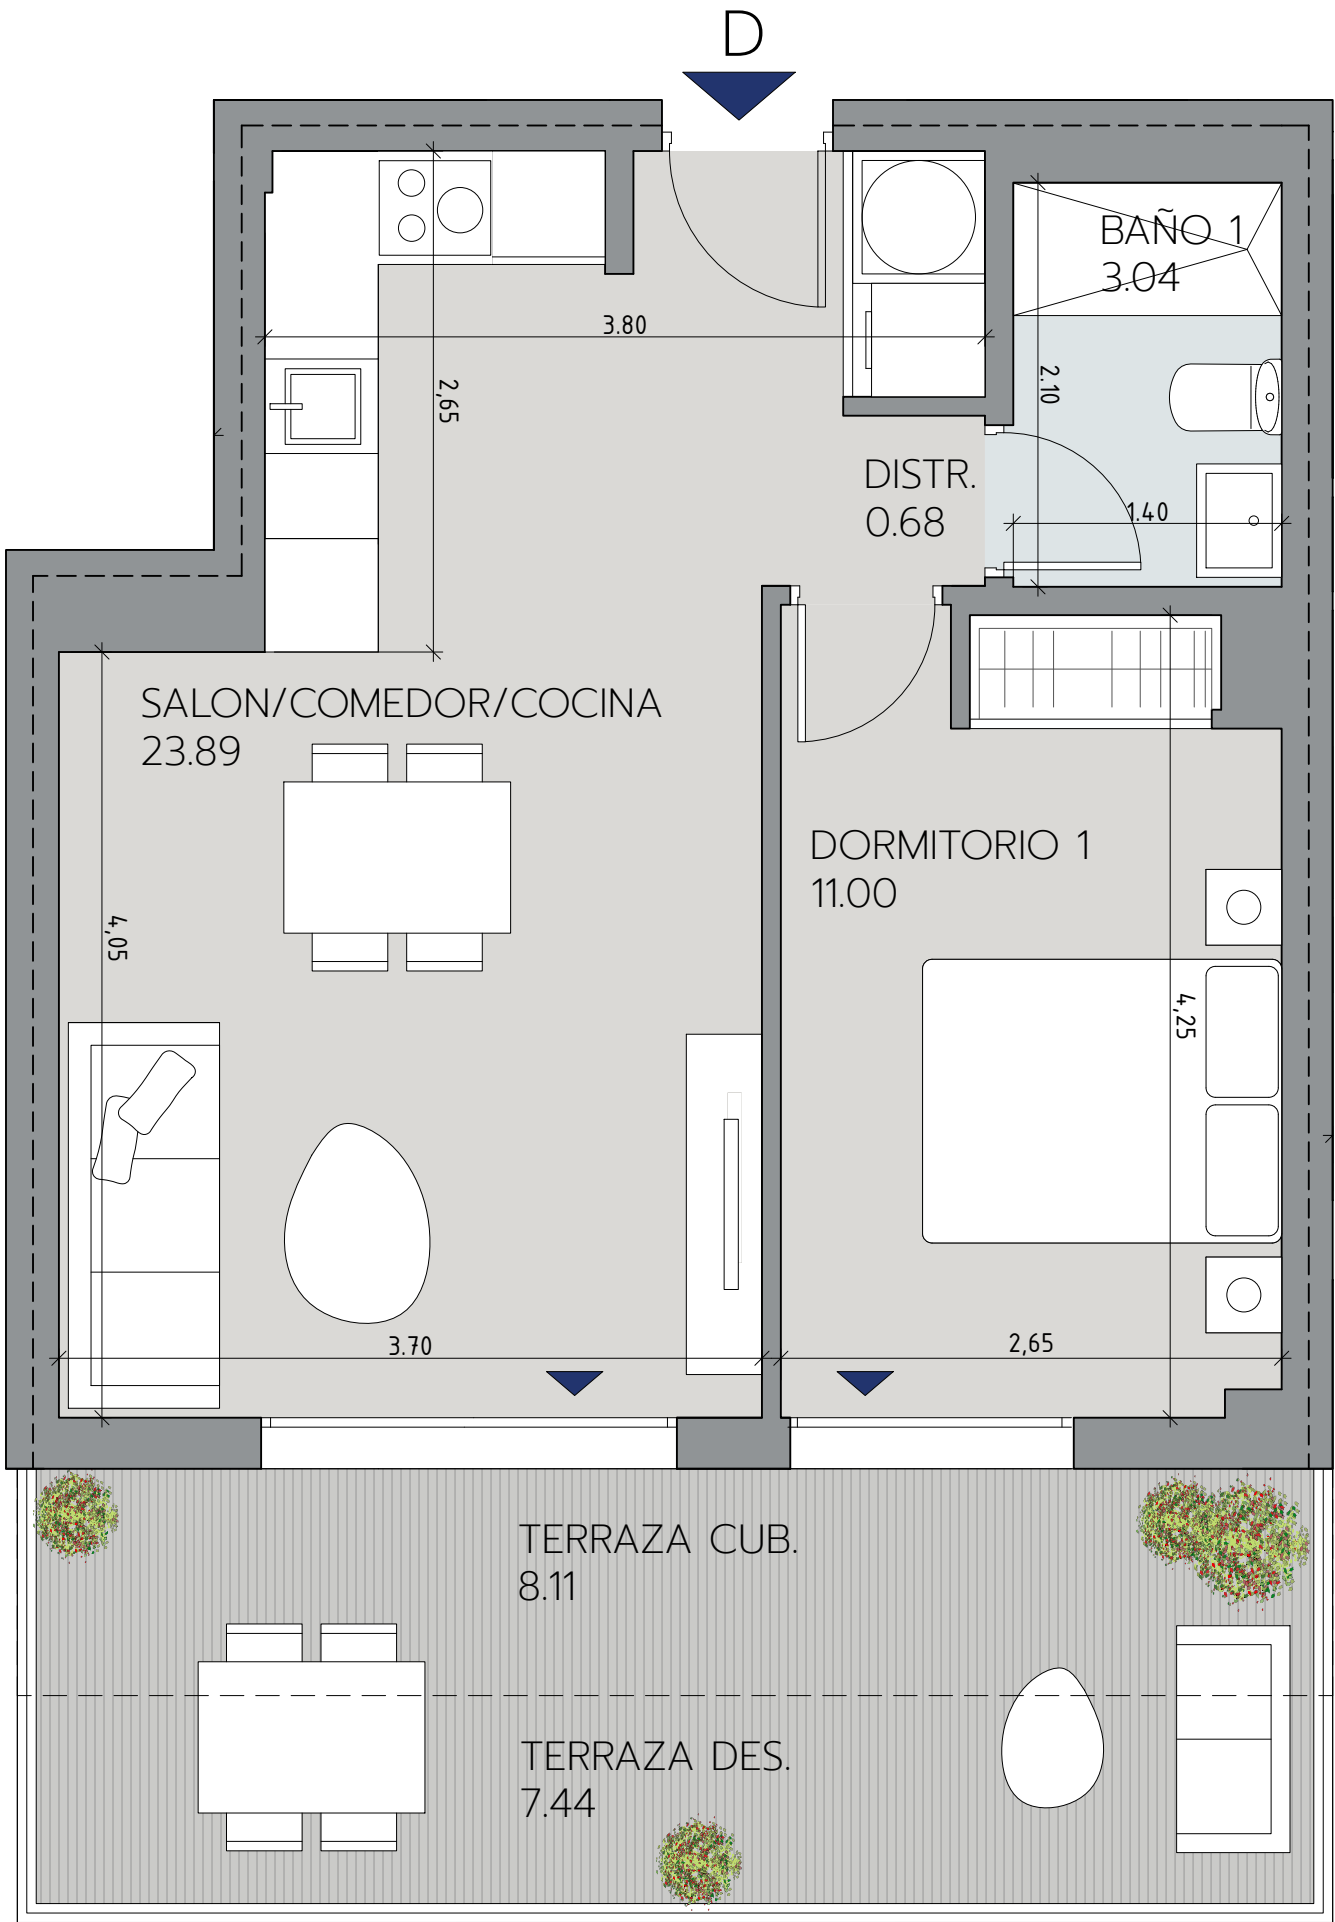 D
BAÑO 1
3.04
3.80
2,65
2.10
DISTR.
0.68
1.40
SALON/COMEDOR/COCINA
23.89
DORMITORIO 1
11.00
4,05
4,25
3.70
2,65
TERRAZA CUB.
8.11
TERRAZA DES.
7.44